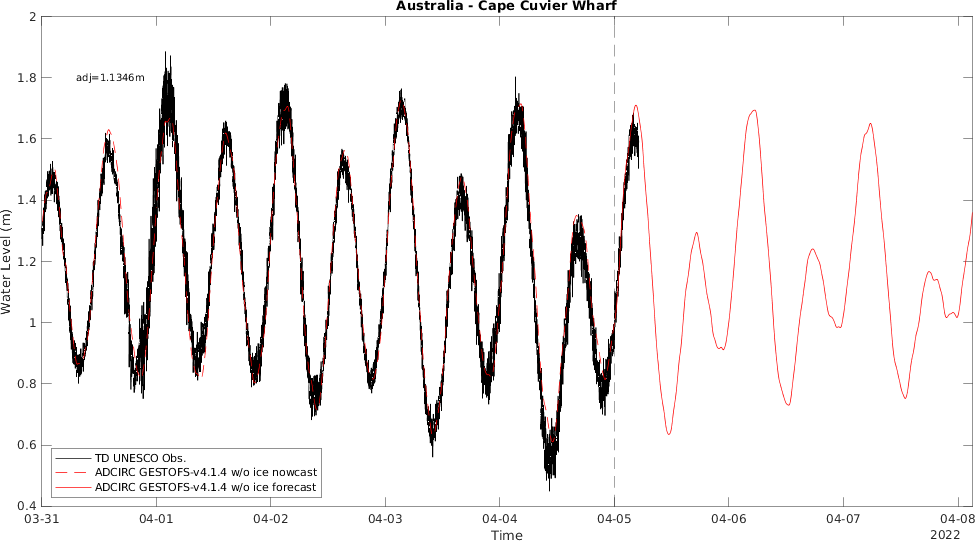 Australia - Cape Cuvier Wharf
2
1.8
1.6
1.4
1.2
1
0.8
0.6
0.4
Water Level (m)
adj=1.1346m
TD UNESCO Obs.
ADCIRC GESTOFS-v4.1.4 w/o ice nowcast
ADCIRC GESTOFS-v4.1.4 w/o ice forecast
03-31 04-01 04-02 04-03 04-04 04-05 04-06 04-07 04-08
Time
2022